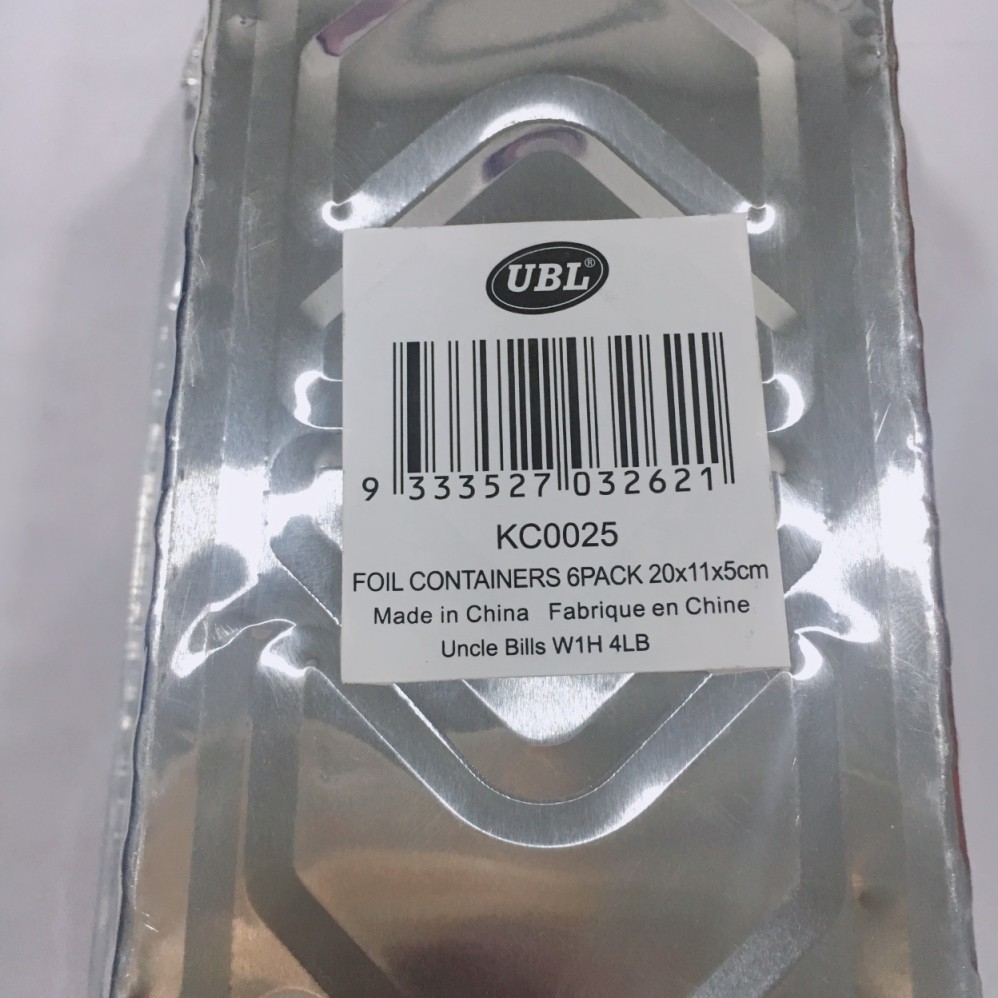 UBL®
9 333527 032621
KC0025
FOIL CONTAINERS 6PACK 20x11x5cm
Made in China Fabrique en Chine
Uncle Bills W1H 4LB